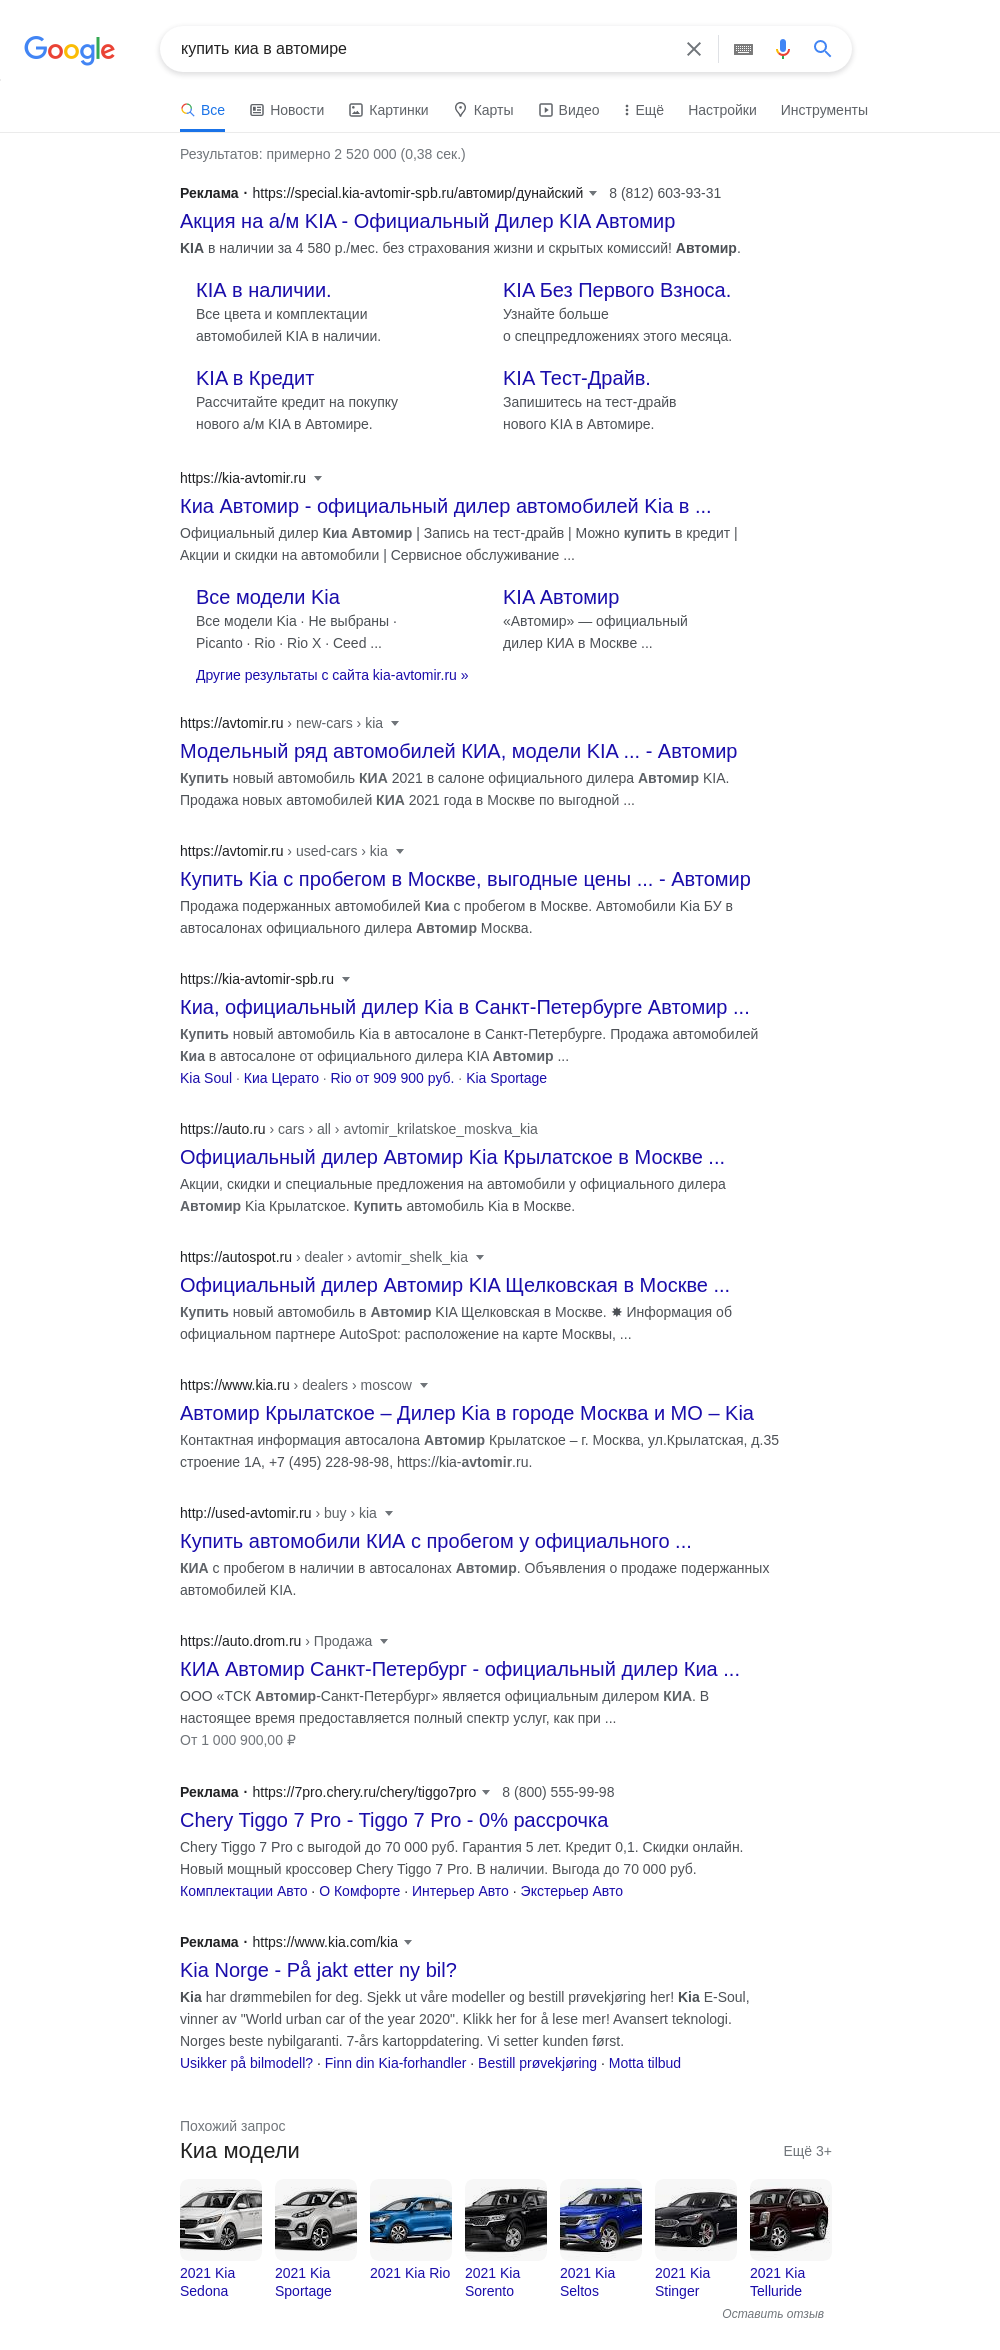 Google
купить киа в автомире
Все Новости Картинки Карты Видео Ещё Настройки Инструменты
Результатов: примерно 2 520 000 (0,38 сек.)
Реклама · https://special.kia-avtomir-spb.ru/автомир/дунайский 8 (812) 603-93-31
Акция на а/м KIA - Официальный Дилер KIA Автомир
KIA в наличии за 4 580 р./мес. без страхования жизни и скрытых комиссий! Автомир.
КІА в наличии.
Все цвета и комплектации
автомобилей KIA в наличии.
KIA Без Первого Взноса.
Узнайте больше
о спецпредложениях этого месяца.
KIA в Кредит
Рассчитайте кредит на покупку
нового а/м KIA в Автомире.
KIA Тест-Драйв.
Запишитесь на тест-драйв
нового KIA в Автомире.
https://kia-avtomir.ru
Киа Автомир - официальный дилер автомобилей Kia в ...
Официальный дилер Киа Автомир | Запись на тест-драйв | Можно купить в кредит |
Акции и скидки на автомобили | Сервисное обслуживание ...
Все модели Kia
Все модели Kia · Не выбраны ·
Picanto · Rio · Rio X · Ceed ...
KIA Автомир
«Автомир» — официальный
дилер КИА в Москве ...
Другие результаты с сайта kia-avtomir.ru »
https://avtomir.ru › new-cars › kia
Модельный ряд автомобилей КИА, модели KIA ... - Автомир
Купить новый автомобиль КИА 2021 в салоне официального дилера Автомир KIA.
Продажа новых автомобилей КИА 2021 года в Москве по выгодной ...
https://avtomir.ru › used-cars › kia
Купить Kia с пробегом в Москве, выгодные цены ... - Автомир
Продажа подержанных автомобилей Киа с пробегом в Москве. Автомобили Kia БУ в
автосалонах официального дилера Автомир Москва.
https://kia-avtomir-spb.ru
Киа, официальный дилер Kia в Санкт-Петербурге Автомир ...
Купить новый автомобиль Kia в автосалоне в Санкт-Петербурге. Продажа автомобилей
Киа в автосалоне от официального дилера KIA Автомир ...
Kia Soul · Киа Церато · Rio от 909 900 руб. · Kia Sportage
https://auto.ru › cars › all › avtomir_krilatskoe_moskva_kia
Официальный дилер Автомир Kia Крылатское в Москве ...
Акции, скидки и специальные предложения на автомобили у официального дилера
Автомир Kia Крылатское. Купить автомобиль Kia в Москве.
https://autospot.ru › dealer › avtomir_shelk_kia
Официальный дилер Автомир KIA Щелковская в Москве ...
Купить новый автомобиль в Автомир KIA Щелковская в Москве. ✸ Информация об
официальном партнере AutoSpot: расположение на карте Москвы, ...
https://www.kia.ru › dealers › moscow
Автомир Крылатское – Дилер Kia в городе Москва и МО – Kia
Контактная информация автосалона Автомир Крылатское – г. Москва, ул.Крылатская, д.35
строение 1А, +7 (495) 228-98-98, https://kia-avtomir.ru.
http://used-avtomir.ru › buy › kia
Купить автомобили КИА с пробегом у официального ...
КИА с пробегом в наличии в автосалонах Автомир. Объявления о продаже подержанных
автомобилей KIA.
https://auto.drom.ru › Продажа
КИА Автомир Санкт-Петербург - официальный дилер Киа ...
ООО «ТСК Автомир-Санкт-Петербург» является официальным дилером КИА. В
настоящее время предоставляется полный спектр услуг, как при ...
От 1 000 900,00 ₽
Реклама · https://7pro.chery.ru/chery/tiggo7pro 8 (800) 555-99-98
Chery Tiggo 7 Pro - Tiggo 7 Pro - 0% рассрочка
Chery Tiggo 7 Pro с выгодой до 70 000 руб. Гарантия 5 лет. Кредит 0,1. Скидки онлайн.
Новый мощный кроссовер Chery Tiggo 7 Pro. В наличии. Выгода до 70 000 руб.
Комплектации Авто · О Комфорте · Интерьер Авто · Экстерьер Авто
Реклама · https://www.kia.com/kia
Kia Norge - På jakt etter ny bil?
Kia har drømmebilen for deg. Sjekk ut våre modeller og bestill prøvekjøring her! Kia E-Soul,
vinner av "World urban car of the year 2020". Klikk her for å lese mer! Avansert teknologi.
Norges beste nybilgaranti. 7-års kartoppdatering. Vi setter kunden først.
Usikker på bilmodell? · Finn din Kia-forhandler · Bestill prøvekjøring · Motta tilbud
Похожий запрос
Киа модели Ещё 3+
2021 Kia Sedona
2021 Kia Sportage
2021 Kia Rio
2021 Kia Sorento
2021 Kia Seltos
2021 Kia Stinger
2021 Kia Telluride
Оставить отзыв